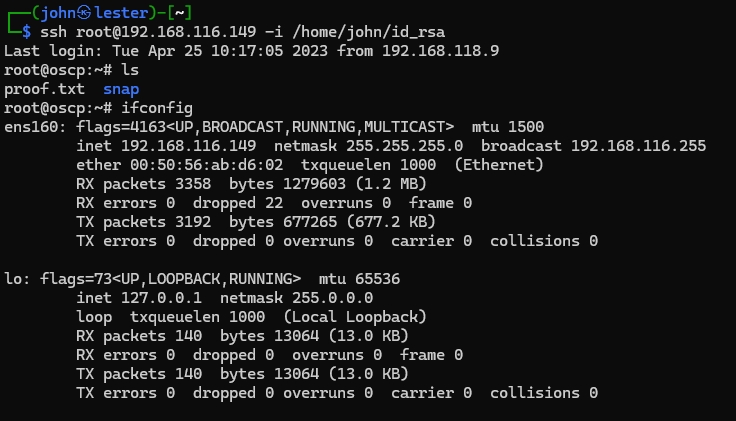 ┌──(john㉿lester)-[~]
└─$ ssh root@192.168.116.149 -i /home/john/id_rsa
Last login: Tue Apr 25 10:17:05 2023 from 192.168.118.9
root@oscp:~# ls
proof.txt  snap
root@oscp:~# ifconfig
ens160: flags=4163<UP,BROADCAST,RUNNING,MULTICAST>  mtu 1500
        inet 192.168.116.149  netmask 255.255.255.0  broadcast 192.168.116.255
        ether 00:50:56:ab:d6:02  txqueuelen 1000  (Ethernet)
        RX packets 3358  bytes 1279603 (1.2 MB)
        RX errors 0  dropped 22  overruns 0  frame 0
        TX packets 3192  bytes 677265 (677.2 KB)
        TX errors 0  dropped 0 overruns 0  carrier 0  collisions 0

lo: flags=73<UP,LOOPBACK,RUNNING>  mtu 65536
        inet 127.0.0.1  netmask 255.0.0.0
        loop  txqueuelen 1000  (Local Loopback)
        RX packets 140  bytes 13064 (13.0 KB)
        RX errors 0  dropped 0  overruns 0  frame 0
        TX packets 140  bytes 13064 (13.0 KB)
        TX errors 0  dropped 0 overruns 0  carrier 0  collisions 0